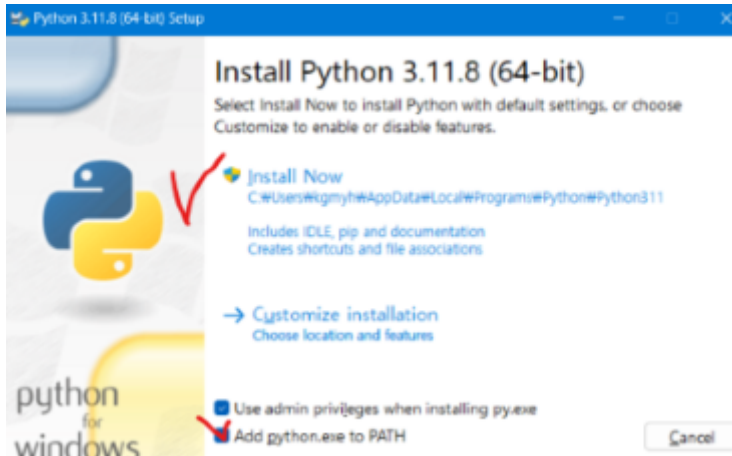 Python 3.11.8 (64-bit) Setup
Install Python 3.11.8 (64-bit)
Select Install Now to install Python with default settings, or choose
Customize to enable or disable features.
Install Now
C:₩Users₩kgmyh₩AppData₩Local₩Programs₩Python₩Python311
Includes IDLE, pip and documentation
Creates shortcuts and file associations
Customize installation
Choose location and features
Use admin privileges when installing py.exe
Add python.exe to PATH
Cancel
python
for
windows